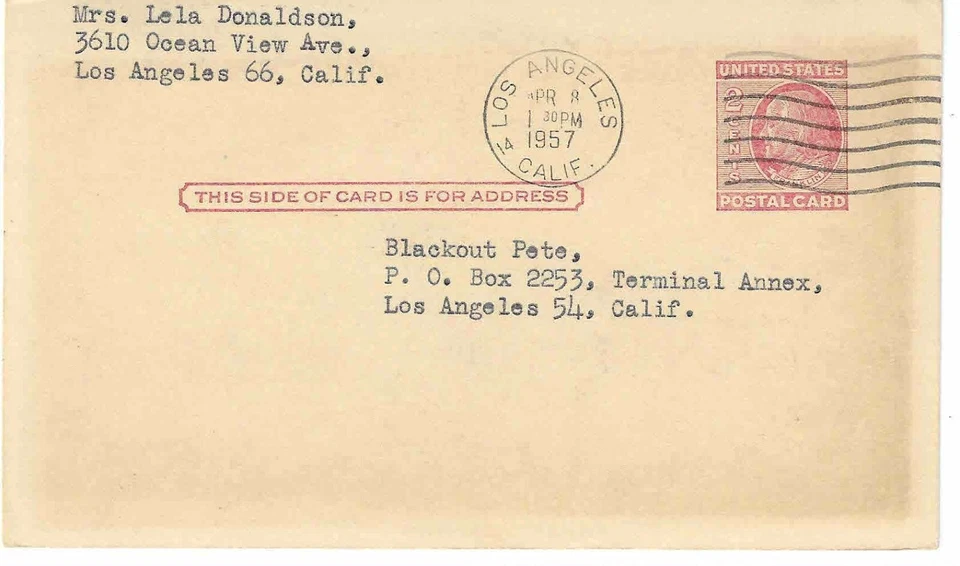 Mrs. Lela Donaldson,
3610 Ocean View Ave.,
Los Angeles 66, Calif.
LOS ANGELES
APR 8
1 30 PM
1957
14 CALIF.
UNITED STATES
2 CENTS
POSTAL CARD
THIS SIDE OF CARD IS FOR ADDRESS
Blackout Pete,
P. O. Box 2253, Terminal Annex,
Los Angeles 54, Calif.